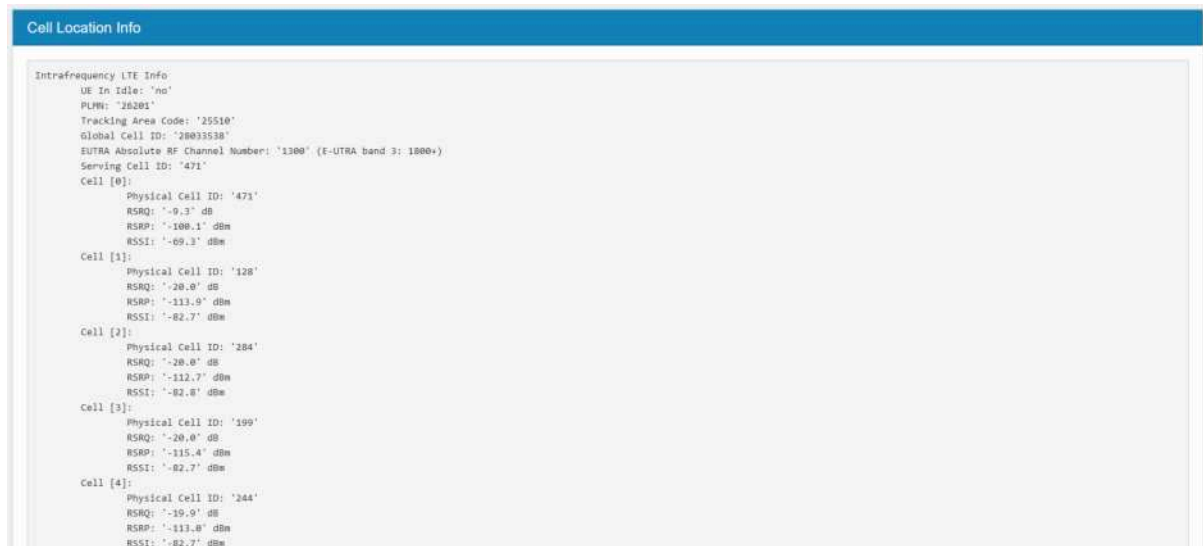 Cell Location Info
Intrafrequency LTE Info
UE In Idle: 'no'
PLMN: '26201'
Tracking Area Code: '25510'
Global Cell ID: '28033538'
EUTRA Absolute RF Channel Number: '1300' (E-UTRA band 3: 1800+)
Serving Cell ID: '471'
Cell [0]:
Physical Cell ID: '471'
RSRQ: '-9.3' dB
RSRP: '-100.1' dBm
RSSI: '-69.3' dBm
Cell [1]:
Physical Cell ID: '128'
RSRQ: '-20.0' dB
RSRP: '-113.9' dBm
RSSI: '-82.7' dBm
Cell [2]:
Physical Cell ID: '284'
RSRQ: '-20.0' dB
RSRP: '-112.7' dBm
RSSI: '-82.8' dBm
Cell [3]:
Physical Cell ID: '199'
RSRQ: '-20.0' dB
RSRP: '-115.4' dBm
RSSI: '-82.7' dBm
Cell [4]:
Physical Cell ID: '244'
RSRQ: '-19.9' dB
RSRP: '-113.0' dBm
RSSI: '-82.7' dBm